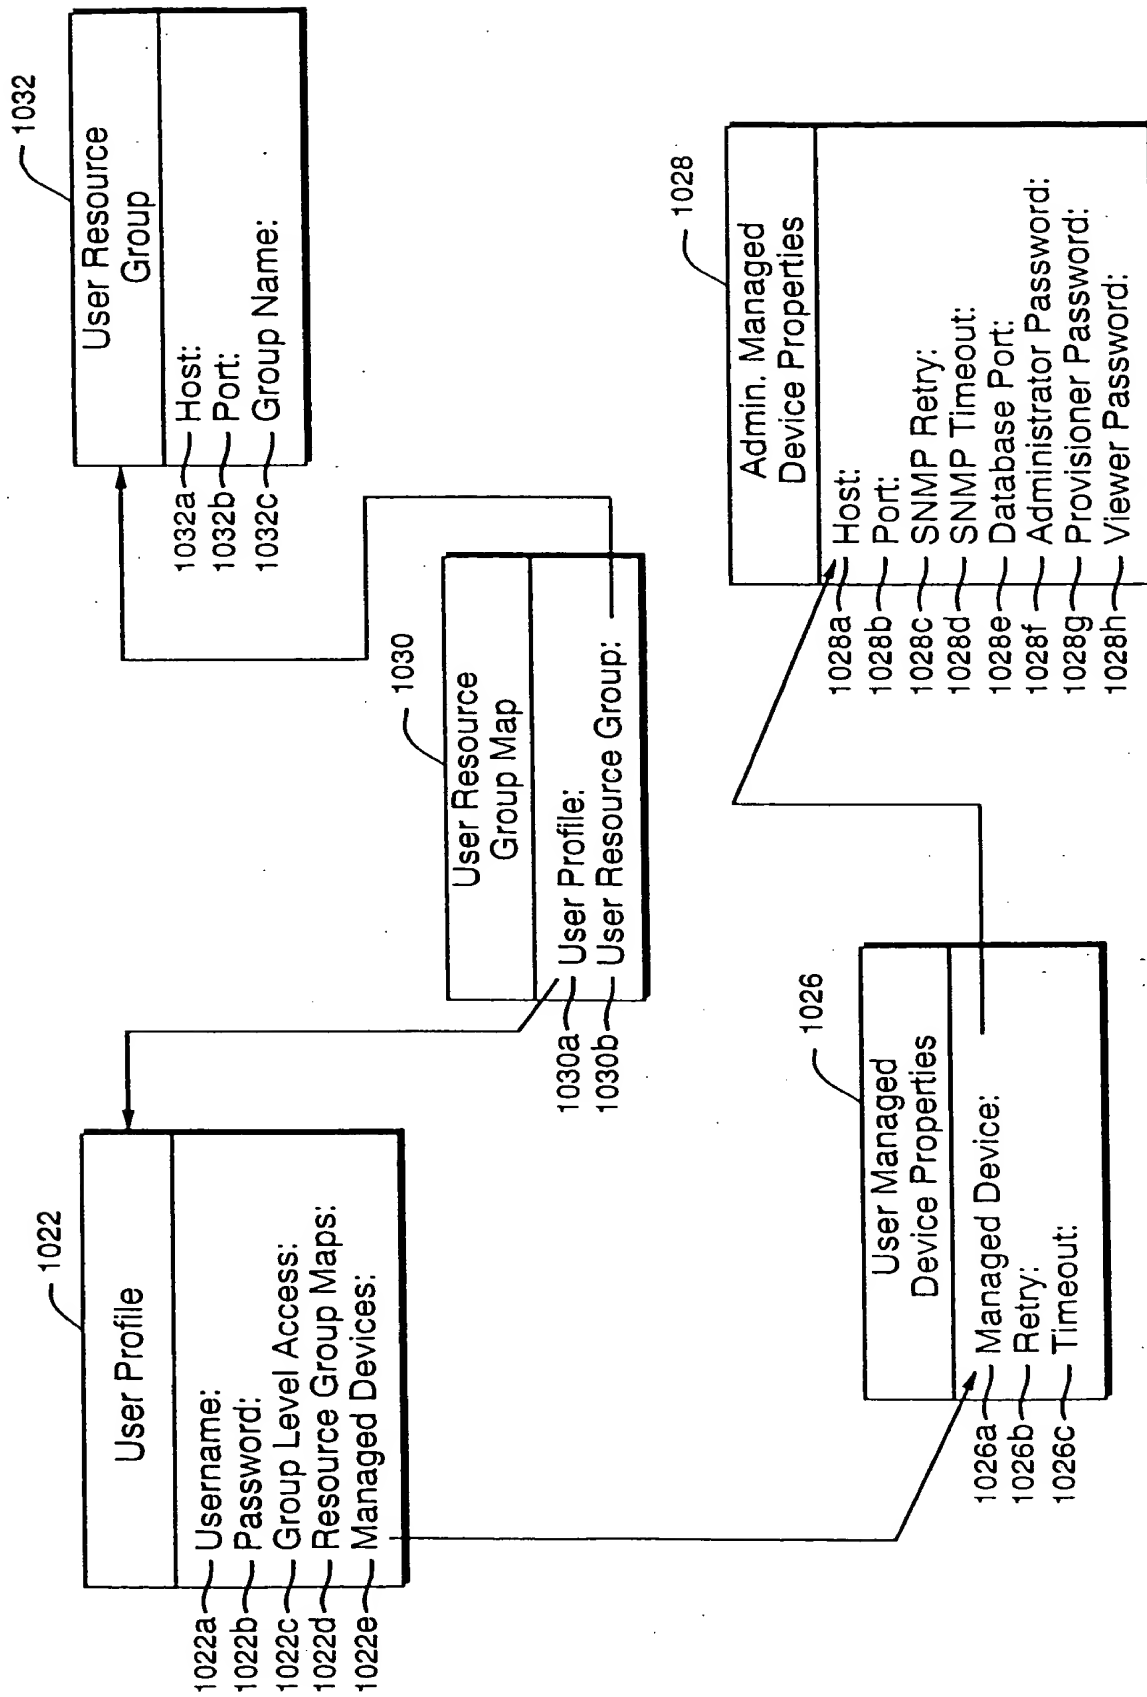 1022
User Profile
1022a Username:
1022b Password:
1022c Group Level Access:
1022d Resource Group Maps:
1022e Managed Devices:
1030
User Resource
Group Map
1030a User Profile:
1030b User Resource Group:
1032
User Resource
Group
1032a Host:
1032b Port:
1032c Group Name:
1026
User Managed
Device Properties
1026a Managed Device:
1026b Retry:
1026c Timeout:
1028
Admin. Managed
Device Properties
1028a Host:
1028b Port:
1028c SNMP Retry:
1028d SNMP Timeout:
1028e Database Port:
1028f Administrator Password:
1028g Provisioner Password:
1028h Viewer Password: